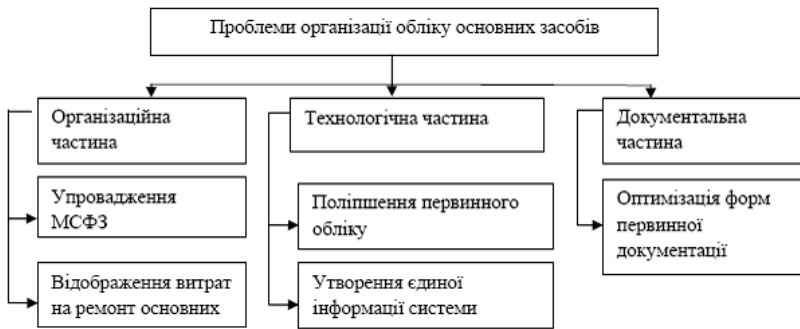 Проблеми організації обліку основних засобів
Організаційна
частина
Упровадження
МСФЗ
Відображення витрат
на ремонт основних
Технологічна частина
Поліпшення первинного
обліку
Утворення єдиної
інформації системи
Документальна
частина
Оптимізація форм
первинної
документації